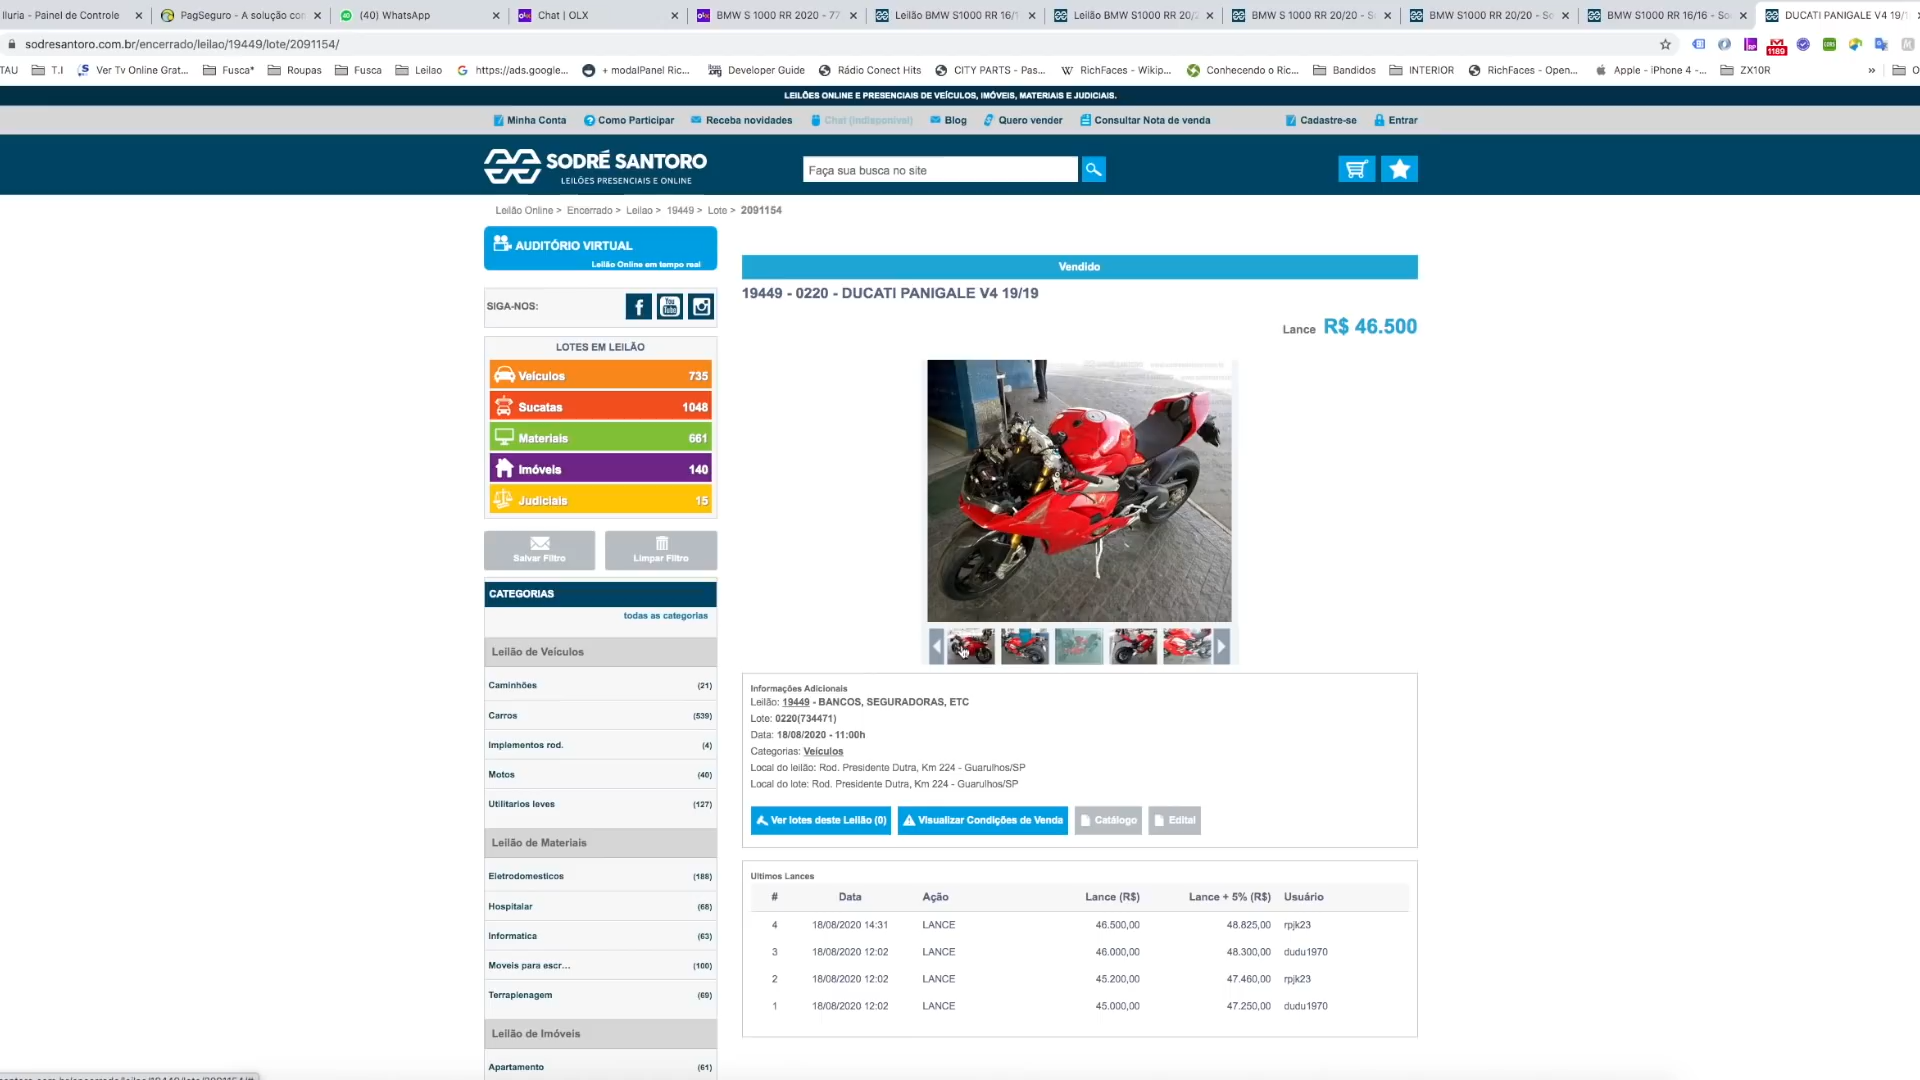 Iluria - Painel de Controle
PagSeguro - A solução co
(40) WhatsApp
Chat | OLX
BMW S 1000 RR 2020 - 77
Leilão BMW S1000 RR 16/
Leilão BMW S1000 RR 20/2
BMW S 1000 RR 20/20 - S
BMW S1000 RR 20/20 - So
BMW S1000 RR 16/16 - So
DUCATI PANIGALE V4 19/1
sodresantoro.com.br/encerrado/leilao/19449/lote/2091154/
1169
TAU
T.I
Ver Tv Online Grat...
Fusca*
Roupas
Fusca
Leilao
https://ads.google...
+ modalPanel Ric...
Developer Guide
Rádio Conect Hits
CITY PARTS - Pas...
RichFaces - Wikip...
Conhecendo o Ric...
Bandidos
INTERIOR
RichFaces - Open...
Apple - iPhone 4 -...
ZX10R
»
LEILÕES ONLINE E PRESENCIAIS DE VEÍCULOS, IMÓVEIS, MATERIAIS E JUDICIAIS.
Minha Conta
Como Participar
Receba novidades
Chat (Indisponível)
Blog
Quero vender
Consultar Nota de venda
Cadastre-se
Entrar
SODRÉ SANTORO
LEILÕES PRESENCIAIS E ONLINE
Faça sua busca no site
Leilão Online > Encerrado > Leilao > 19449 > Lote > 2091154
AUDITÓRIO VIRTUAL
Leilão Online em tempo real
SIGA-NOS:
You Tube
LOTES EM LEILÃO
Veículos 735
Sucatas 1048
Materiais 661
Imóveis 140
Judiciais 15
Salvar Filtro
Limpar Filtro
CATEGORIAS
todas as categorias
Leilão de Veículos
Caminhões (21)
Carros (539)
Implementos rod. (4)
Motos (40)
Utilitarios leves (127)
Leilão de Materiais
Eletrodomesticos (188)
Hospitalar (68)
Informatica (63)
Moveis para escr... (100)
Terraplenagem (69)
Leilão de Imóveis
Apartamento (61)
Vendido
19449 - 0220 - DUCATI PANIGALE V4 19/19
Lance R$ 46.500
SODRÉ SANTORO
Informações Adicionais
Leilão: 19449 - BANCOS, SEGURADORAS, ETC
Lote: 0220(734471)
Data: 18/08/2020 - 11:00h
Categorias: Veículos
Local do leilão: Rod. Presidente Dutra, Km 224 - Guarulhos/SP
Local do lote: Rod. Presidente Dutra, Km 224 - Guarulhos/SP
Ver lotes deste Leilão (0)
Visualizar Condições de Venda
Catálogo
Edital
Ultimos Lances
# Data Ação Lance (R$) Lance + 5% (R$) Usuário
4 18/08/2020 14:31 LANCE 46.500,00 48.825,00 rpjk23
3 18/08/2020 12:02 LANCE 46.000,00 48.300,00 dudu1970
2 18/08/2020 12:02 LANCE 45.200,00 47.460,00 rpjk23
1 18/08/2020 12:02 LANCE 45.000,00 47.250,00 dudu1970